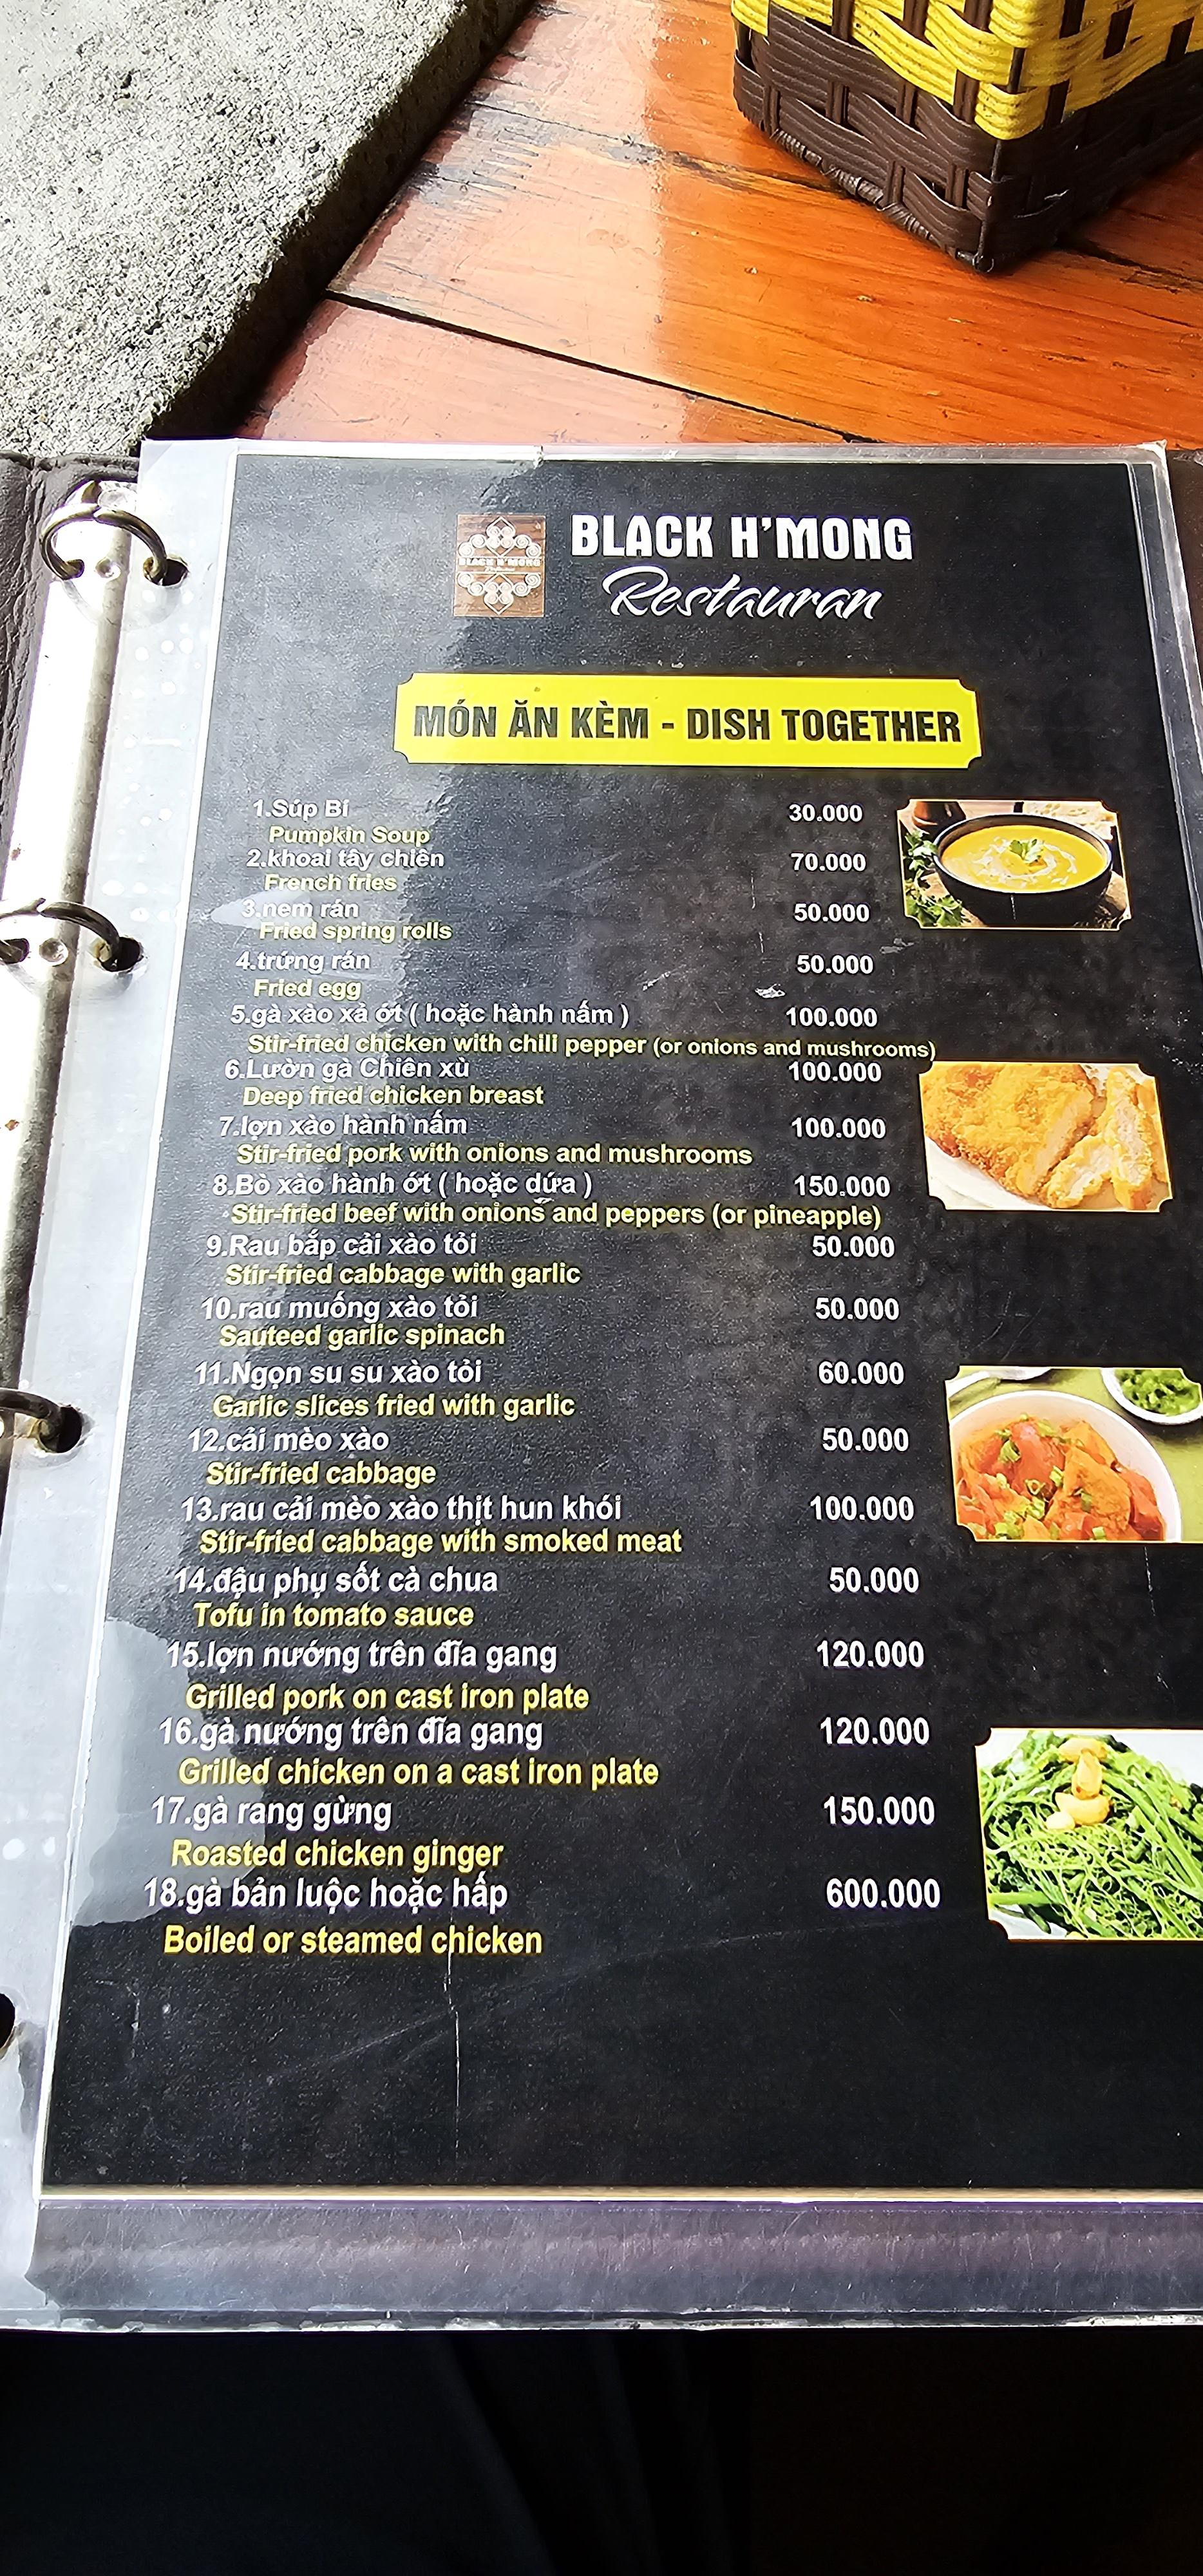 BLACK H'MONG
BLACK H'MONG
Restauran
MÓN ĂN KÈM - DISH TOGETHER
1.Súp Bí 30.000
Pumpkin Soup
2.khoai tây chiên 70.000
French fries
3.nem rán 50.000
Fried spring rolls
4.trứng rán 50.000
Fried egg
5.gà xào xả ớt ( hoặc hành nấm ) 100.000
Stir-fried chicken with chili pepper (or onions and mushrooms)
6.Lườn gà Chiên xù 100.000
Deep fried chicken breast
7.lợn xào hành nấm 100.000
Stir-fried pork with onions and mushrooms
8.Bò xào hành ớt ( hoặc dứa ) 150.000
Stir-fried beef with onions and peppers (or pineapple)
9.Rau bắp cải xào tỏi 50.000
Stir-fried cabbage with garlic
10.rau muống xào tỏi 50.000
Sauteed garlic spinach
11.Ngọn su su xào tỏi 60.000
Garlic slices fried with garlic
12.cải mèo xào 50.000
Stir-fried cabbage
13.rau cải mèo xào thịt hun khói 100.000
Stir-fried cabbage with smoked meat
14.đậu phụ sốt cà chua 50.000
Tofu in tomato sauce
15.lợn nướng trên đĩa gang 120.000
Grilled pork on cast iron plate
16.gà nướng trên đĩa gang 120.000
Grilled chicken on a cast iron plate
17.gà rang gừng 150.000
Roasted chicken ginger
18.gà bản luộc hoặc hấp 600.000
Boiled or steamed chicken